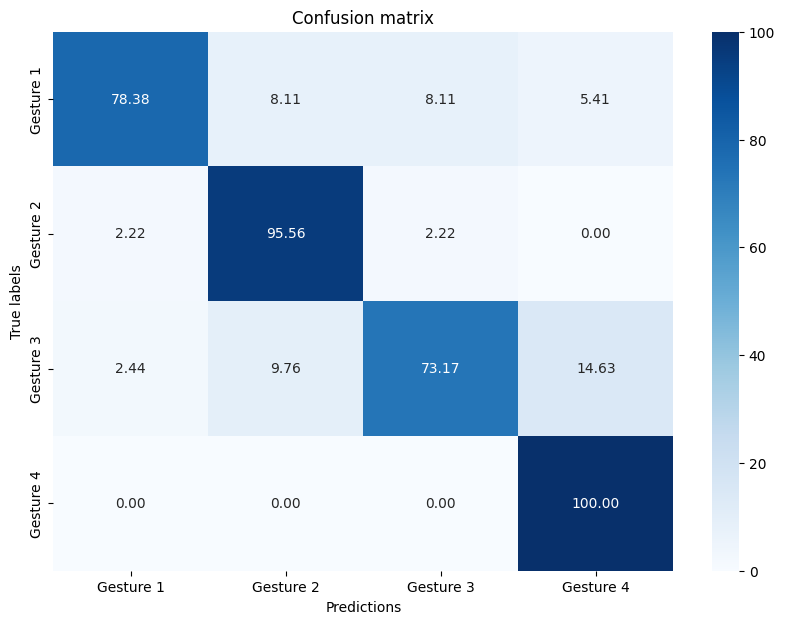 Confusion matrix
True labels
Gesture 1
78.38 8.11 8.11 5.41
Gesture 2
2.22 95.56 2.22 0.00
Gesture 3
2.44 9.76 73.17 14.63
Gesture 4
0.00 0.00 0.00 100.00
Gesture 1 Gesture 2 Gesture 3 Gesture 4
Predictions
100
80
60
40
20
0